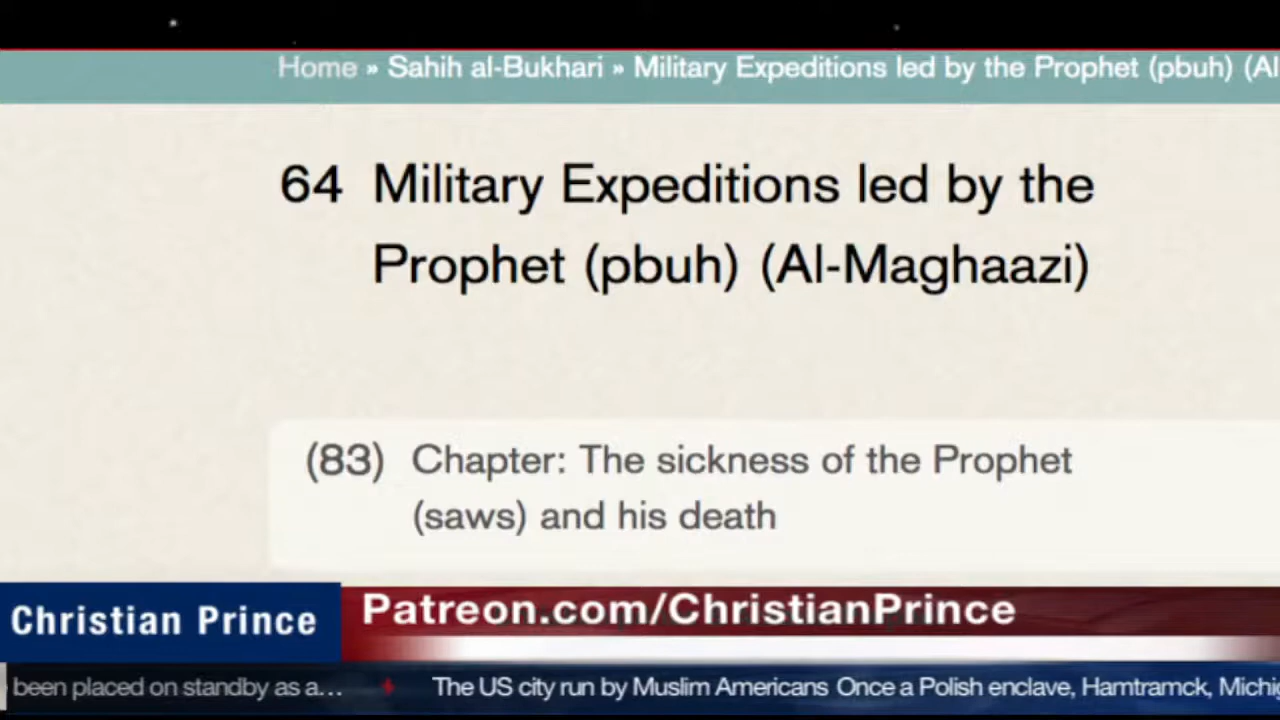 Home » Sahih al-Bukhari » Military Expeditions led by the Prophet (pbuh) (Al
64 Military Expeditions led by the
Prophet (pbuh) (Al-Maghaazi)
(83) Chapter: The sickness of the Prophet
(saws) and his death
Christian Prince
Patreon.com/ChristianPrince
been placed on standby as a... The US city run by Muslim Americans Once a Polish enclave, Hamtramck, Michig